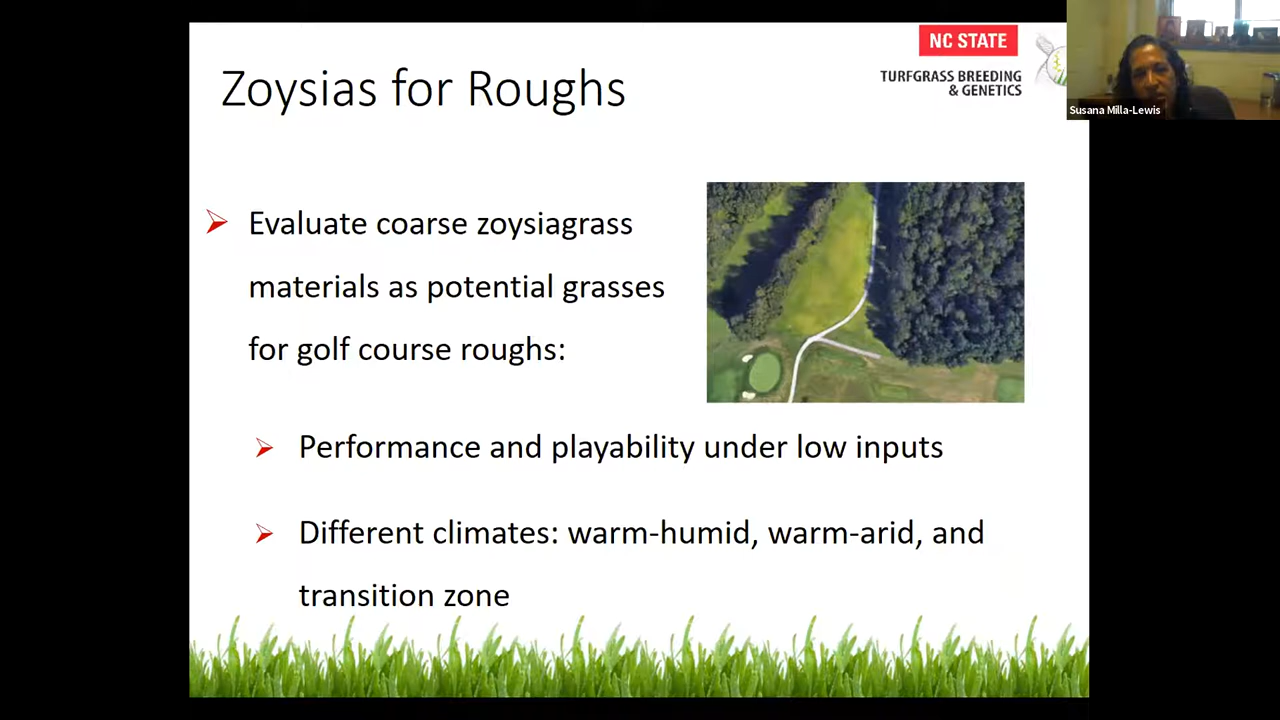 Zoysias for Roughs
NC STATE
TURFGRASS BREEDING
& GENETICS
Susana Milla-Lewis
➢ Evaluate coarse zoysiagrass
materials as potential grasses
for golf course roughs:
➢ Performance and playability under low inputs
➢ Different climates: warm-humid, warm-arid, and
transition zone